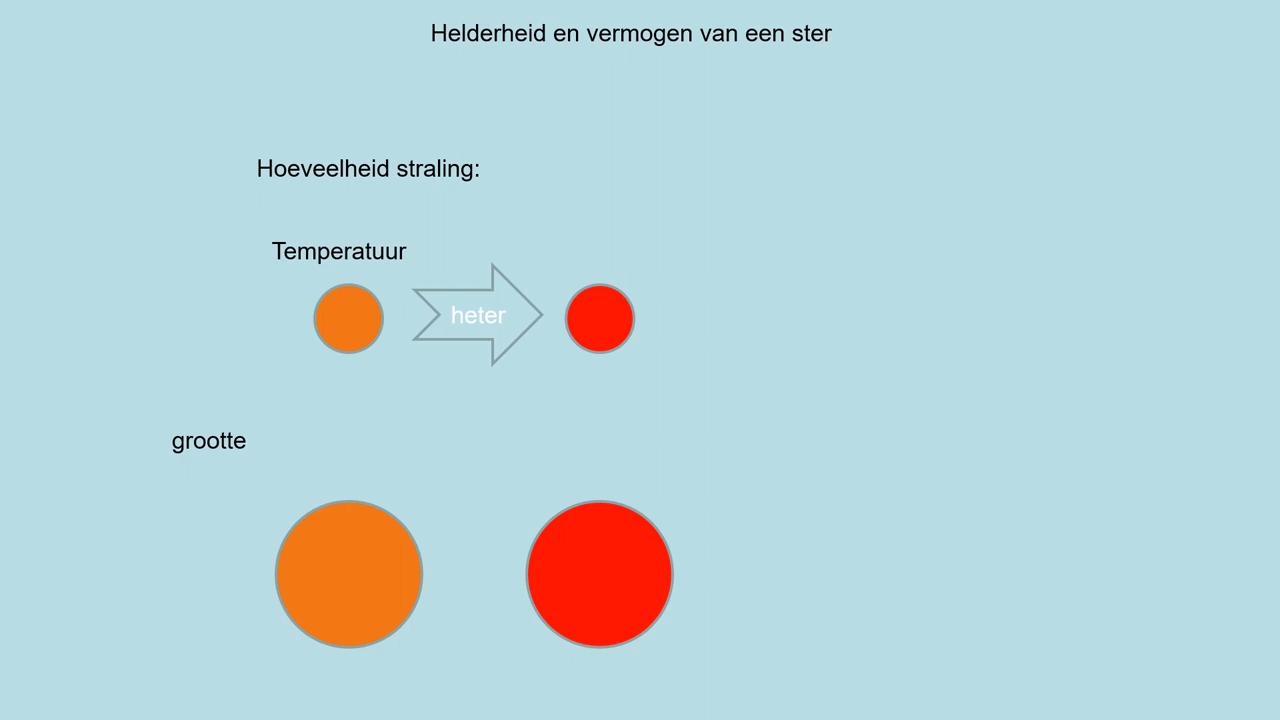 Helderheid en vermogen van een ster
Hoeveelheid straling:
Temperatuur
heter
grootte